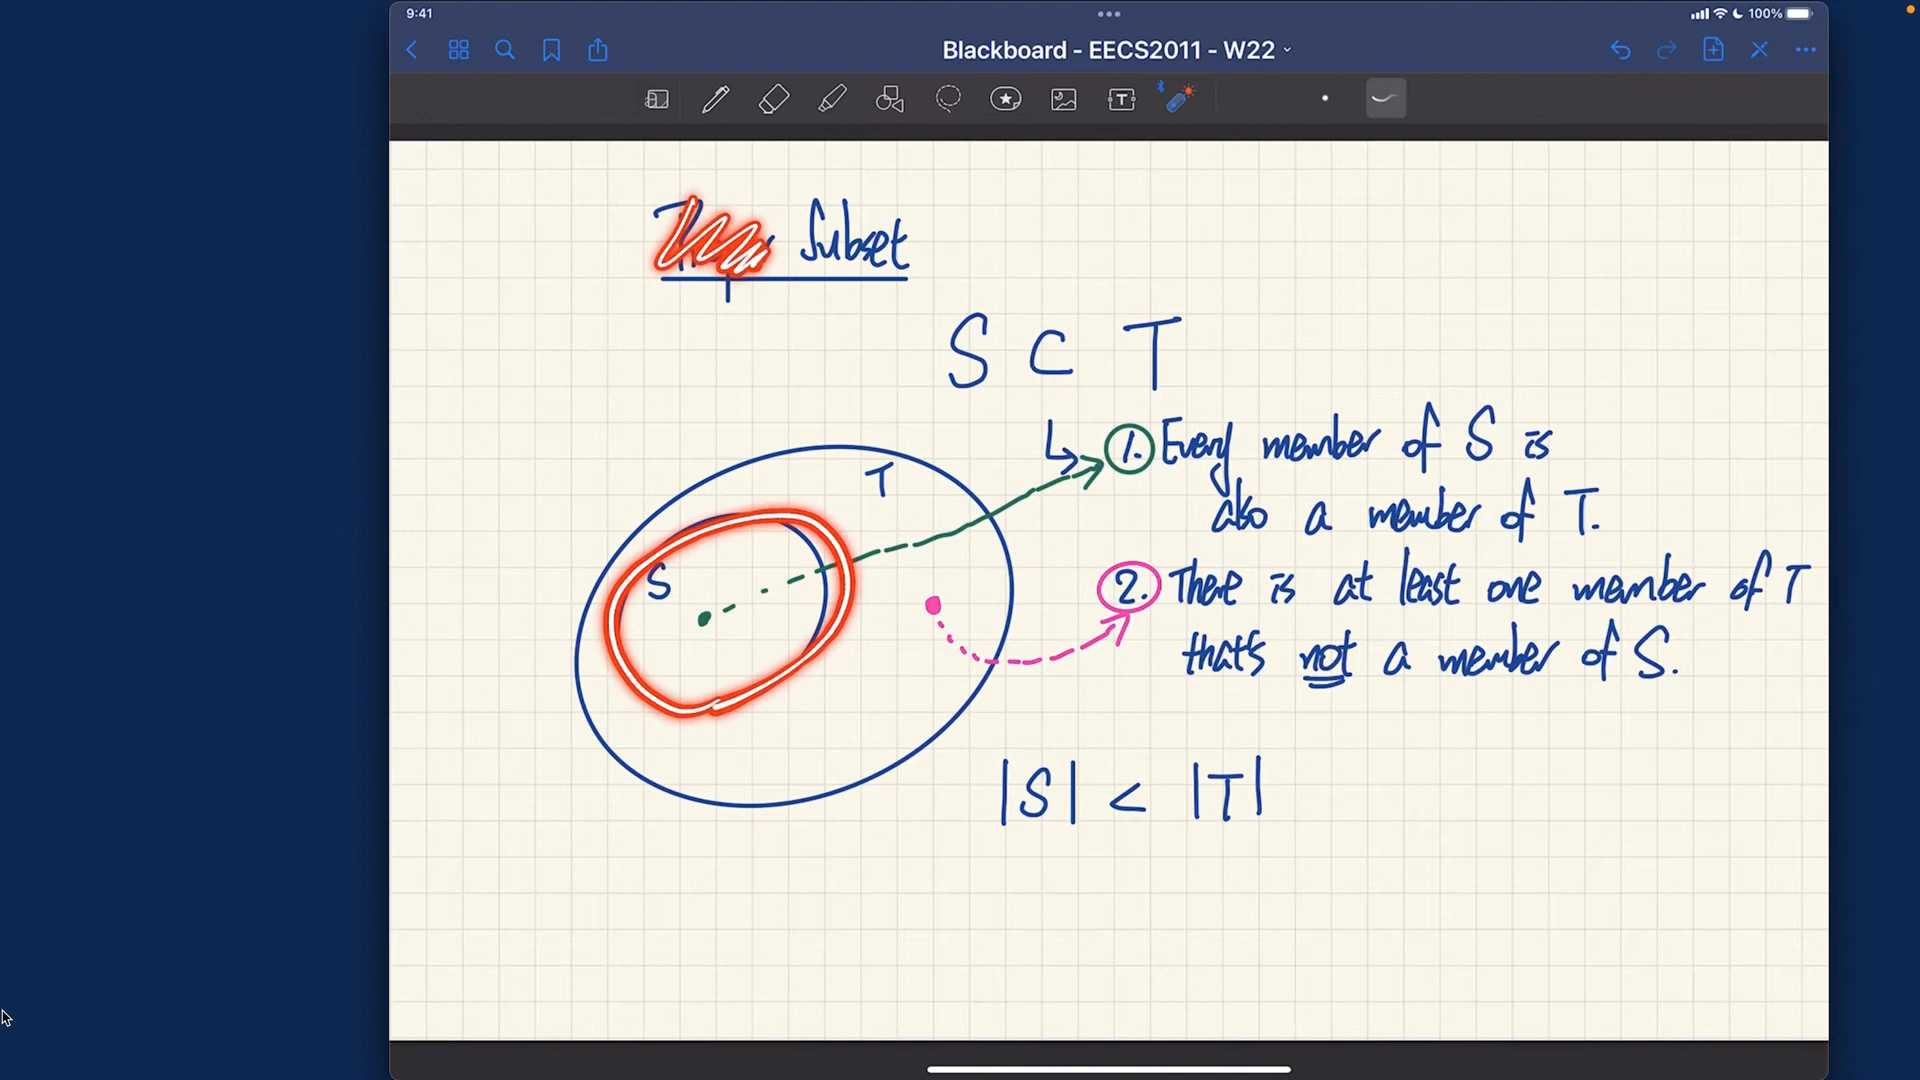 9:41
100%
Blackboard - EECS2011 - W22
Subset
S ⊂ T
T
S
1. Every member of S is
also a member of T.
2. There is at least one member of T
that's not a member of S.
|S| < |T|